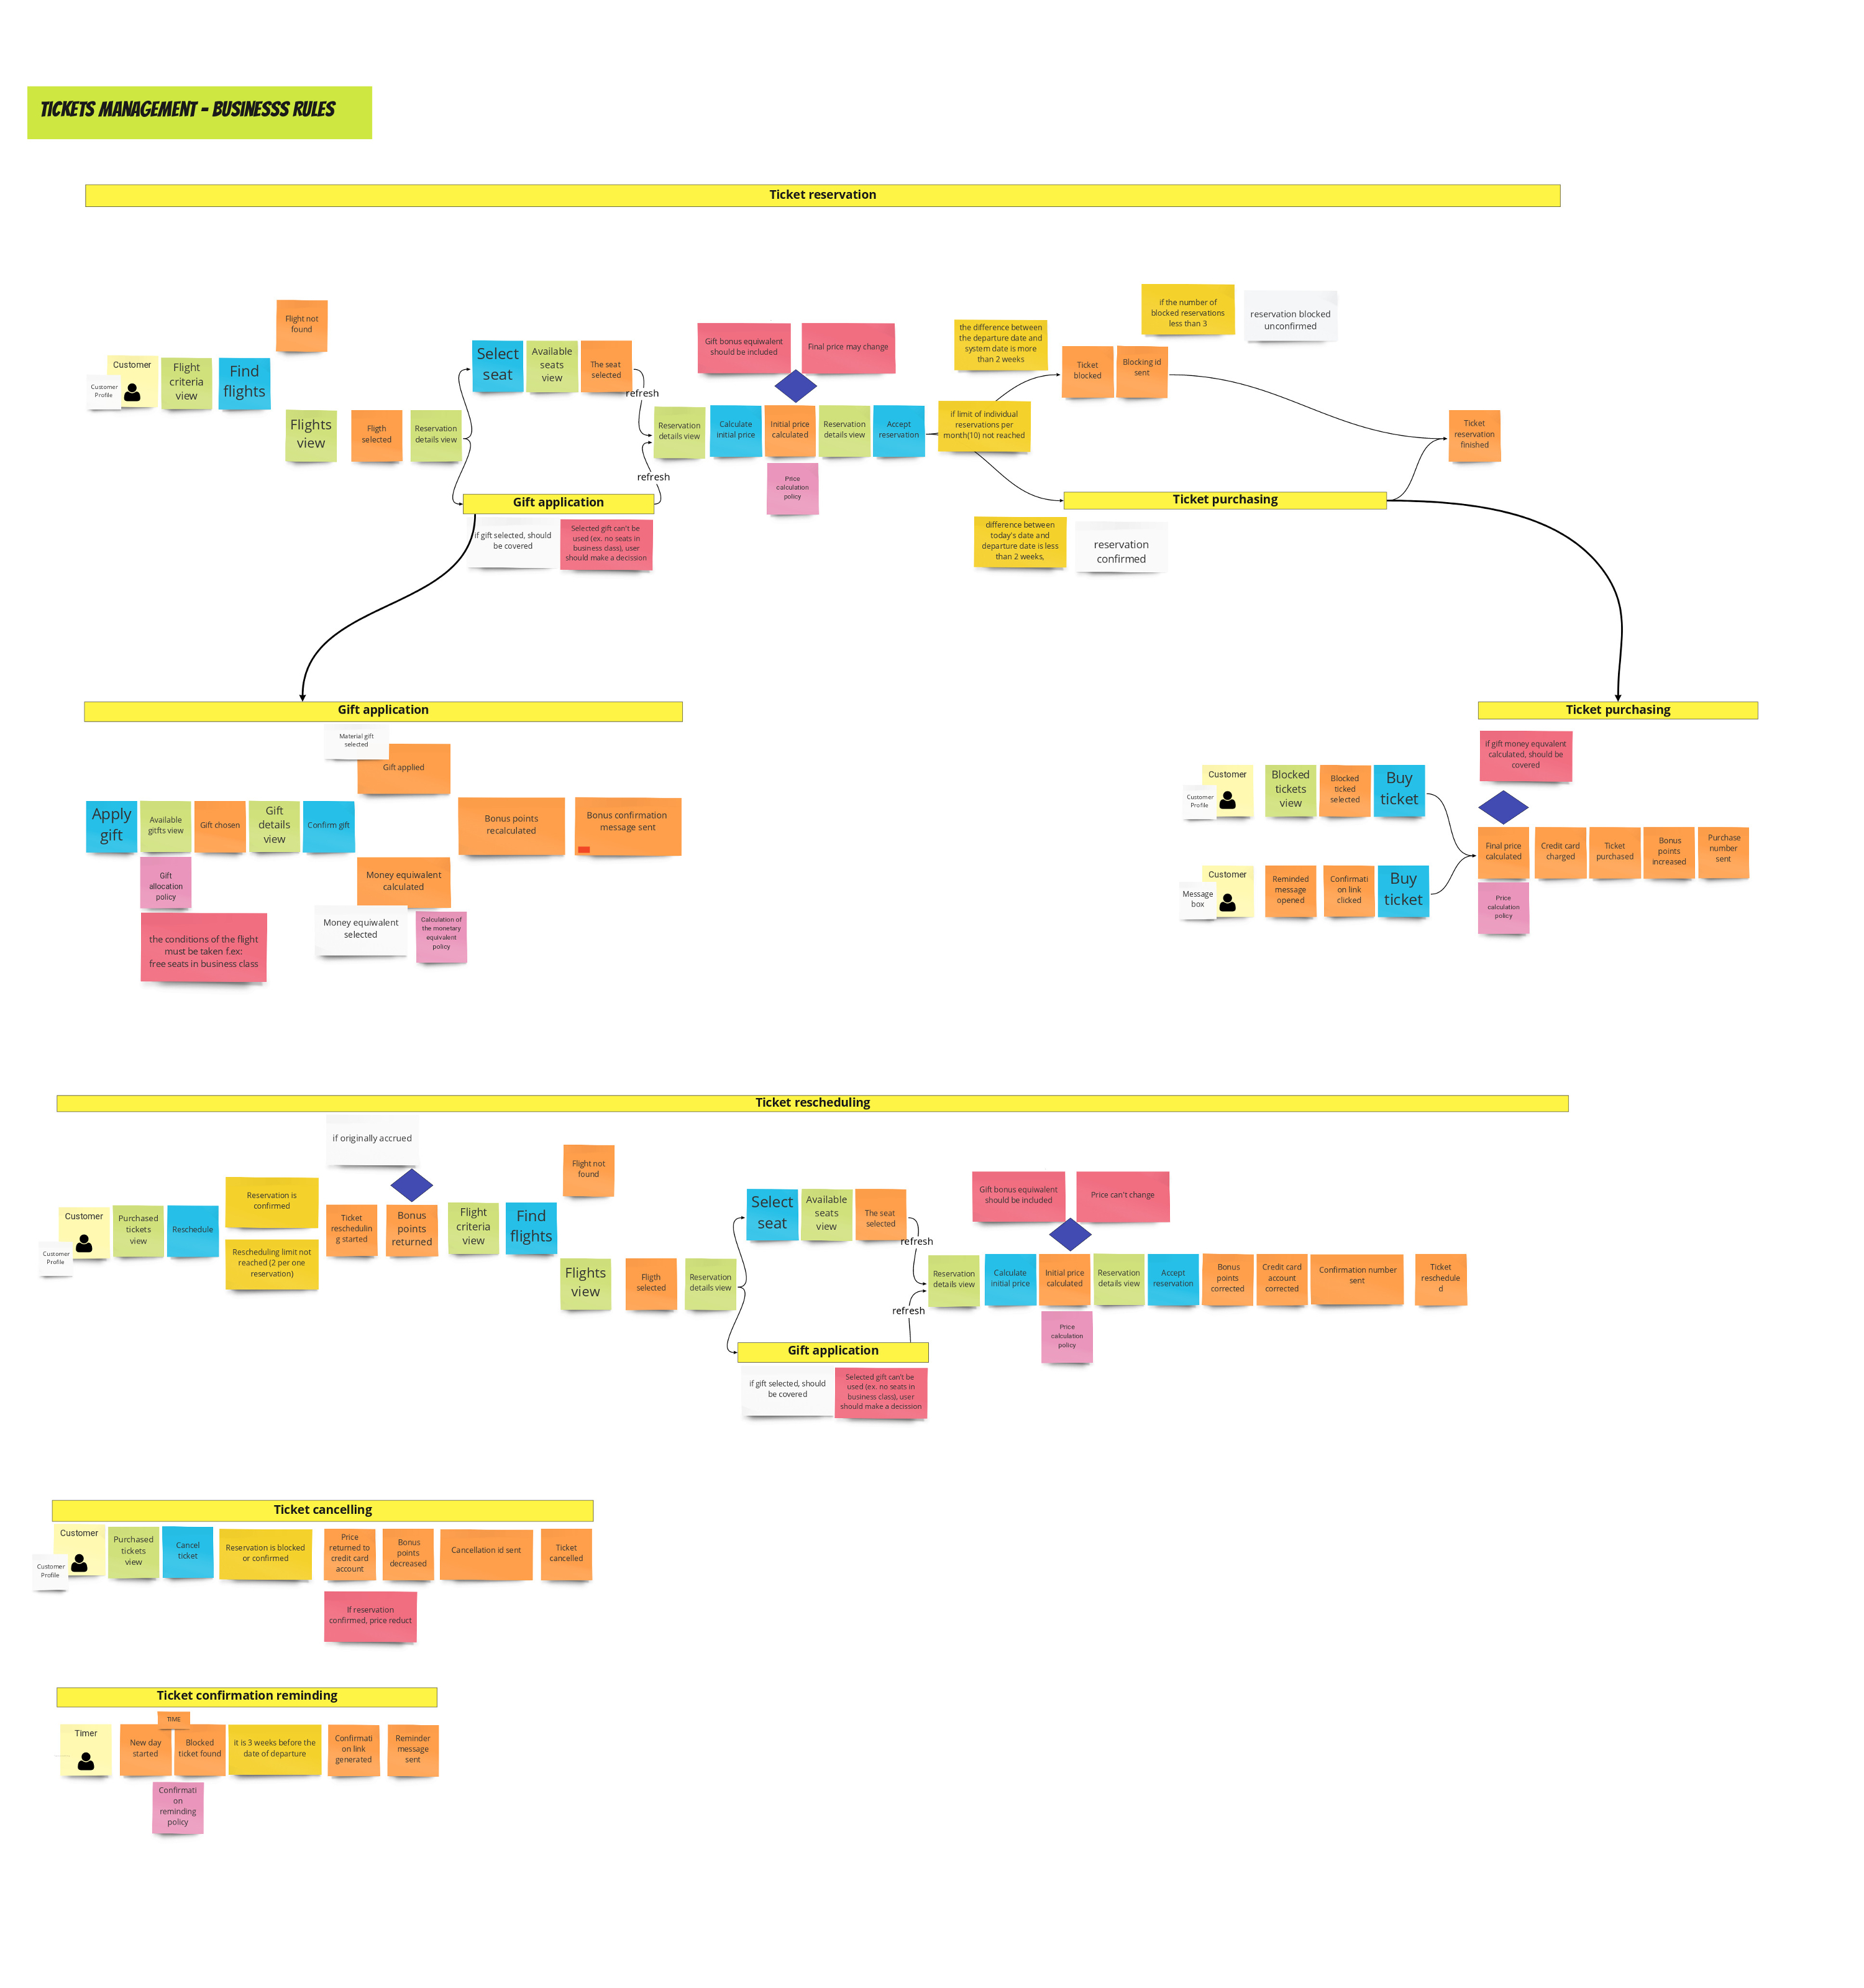 TICKETS MANAGEMENT - BUSINESSS RULES
Ticket reservation
Flight not
found
Customer
Customer
Profile
Flight
criteria
view
Find
flights
Flights
view
Fligth
selected
Reservation
details view
Select
seat
Available
seats
view
The seat
selected
refresh
refresh
Gift application
if gift selected, should
be covered
Selected gift can't be
used (ex. no seats in
business class), user
should make a decission
Gift bonus equiwalent
should be included
Final price may change
Reservation
details view
Calculate
initial price
Initial price
calculated
Reservation
details view
Accept
reservation
Price
calculation
policy
the difference between
the departure date and
system date is more
than 2 weeks
if limit of individual
reservations per
month(10) not reached
Ticket
blocked
Blocking id
sent
if the number of
blocked reservations
less than 3
reservation blocked
unconfirmed
Ticket
reservation
finished
Ticket purchasing
difference between
today's date and
departure date is less
than 2 weeks,
reservation
confirmed
Gift application
Material gift
selected
Gift applied
Apply
gift
Available
gitfts view
Gift chosen
Gift
details
view
Confirm gift
Bonus points
recalculated
Bonus confirmation
message sent
Gift
allocation
policy
Money equiwalent
calculated
Money equiwalent
selected
Calculation of
the monetary
equivalent
policy
the conditions of the flight
must be taken f.ex:
free seats in business class
Ticket purchasing
if gift money equvalent
calculated, should be
covered
Customer
Customer
Profile
Blocked
tickets
view
Blocked
ticked
selected
Buy
ticket
Customer
Message
box
Reminded
message
opened
Confirmati
on link
clicked
Buy
ticket
Final price
calculated
Credit card
charged
Ticket
purchased
Bonus
points
increased
Purchase
number
sent
Price
calculation
policy
Ticket rescheduling
if originally accrued
Customer
Customer
Profile
Purchased
tickets
view
Reschedule
Reservation is
confirmed
Rescheduling limit not
reached (2 per one
reservation)
Ticket
reschedulin
g started
Bonus
points
returned
Flight
criteria
view
Find
flights
Flight not
found
Flights
view
Fligth
selected
Reservation
details view
Select
seat
Available
seats
view
The seat
selected
refresh
refresh
Gift application
if gift selected, should
be covered
Selected gift can't be
used (ex. no seats in
business class), user
should make a decission
Gift bonus equiwalent
should be included
Price can't change
Reservation
details view
Calculate
initial price
Initial price
calculated
Reservation
details view
Accept
reservation
Bonus
points
corrected
Credit card
account
corrected
Confirmation number
sent
Ticket
reschedule
d
Price
calculation
policy
Ticket cancelling
Customer
Customer
Profile
Purchased
tickets
view
Cancel
ticket
Reservation is blocked
or confirmed
Price
returned to
credit card
account
Bonus
points
decreased
Cancellation id sent
Ticket
cancelled
If reservation
confirmed, price reduct
Ticket confirmation reminding
TIME
Timer
New day
started
Blocked
ticket found
it is 3 weeks before the
date of departure
Confirmati
on link
generated
Reminder
message
sent
Confirmati
on
reminding
policy